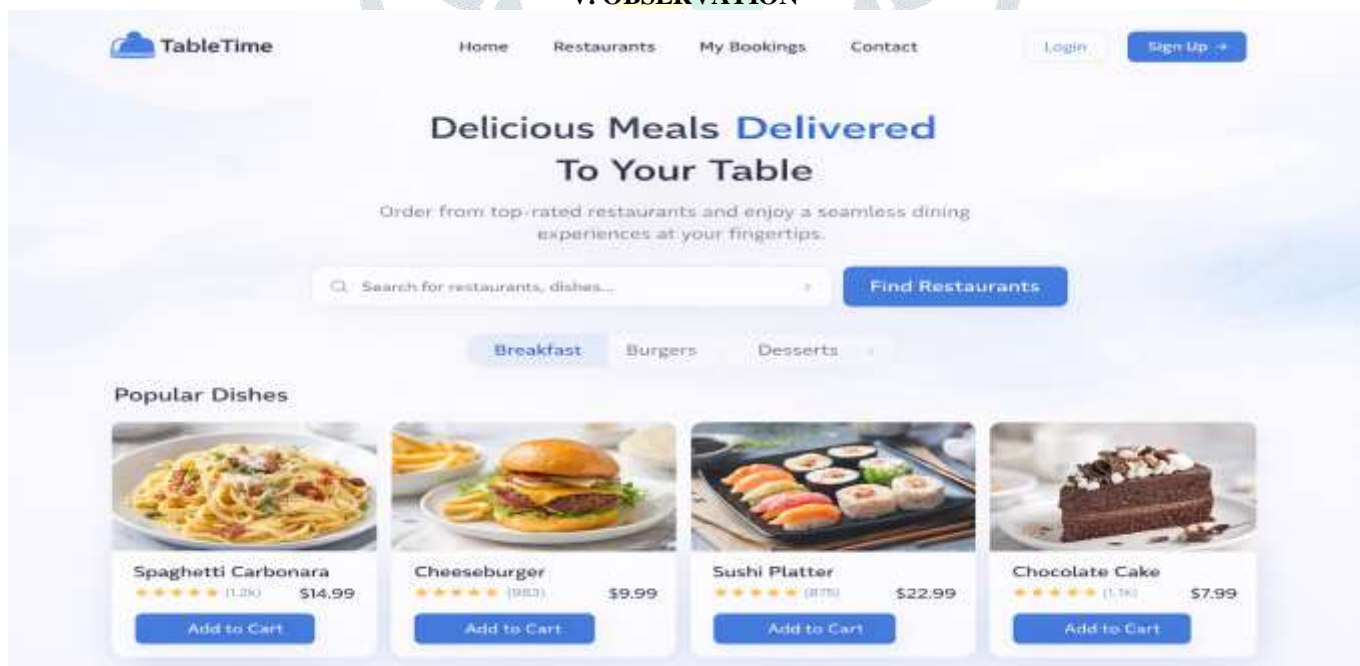 V. OBSERVATION
TableTime
Home Restaurants My Bookings Contact Login Sign Up →
Delicious Meals Delivered
To Your Table
Order from top-rated restaurants and enjoy a seamless dining
experiences at your fingertips.
Search for restaurants, dishes... Find Restaurants
Breakfast Burgers Desserts
Popular Dishes
Spaghetti Carbonara Cheeseburger Sushi Platter Chocolate Cake
(1.2k) $14.99 (983) $9.99 (875) $22.99 (1.1k) $7.99
Add to Cart Add to Cart Add to Cart Add to Cart